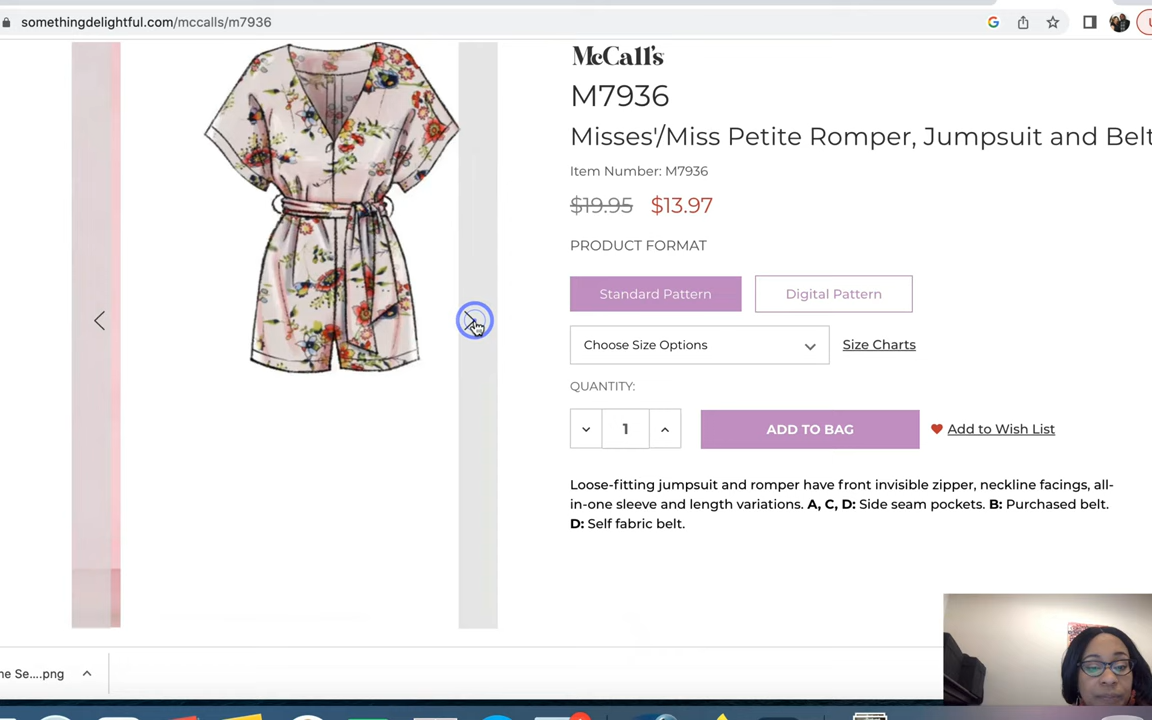 somethingdelightful.com/mccalls/m7936
McCall's
M7936
Misses'/Miss Petite Romper, Jumpsuit and Belt
Item Number: M7936
$19.95 $13.97
PRODUCT FORMAT
Standard Pattern Digital Pattern
Choose Size Options Size Charts
QUANTITY:
1 ADD TO BAG Add to Wish List
Loose-fitting jumpsuit and romper have front invisible zipper, neckline facings, all-
in-one sleeve and length variations. A, C, D: Side seam pockets. B: Purchased belt.
D: Self fabric belt.
ne Se....png